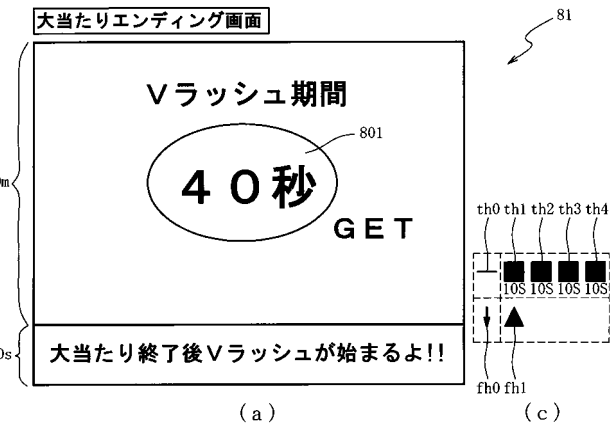 大当たりエンディング画面
81
Vラッシュ期間
801
40秒
GET
th0 th1 th2 th3 th4
10S 10S 10S 10S
大当たり終了後Vラッシュが始まるよ!!
fh0 fh1
(a)
(c)